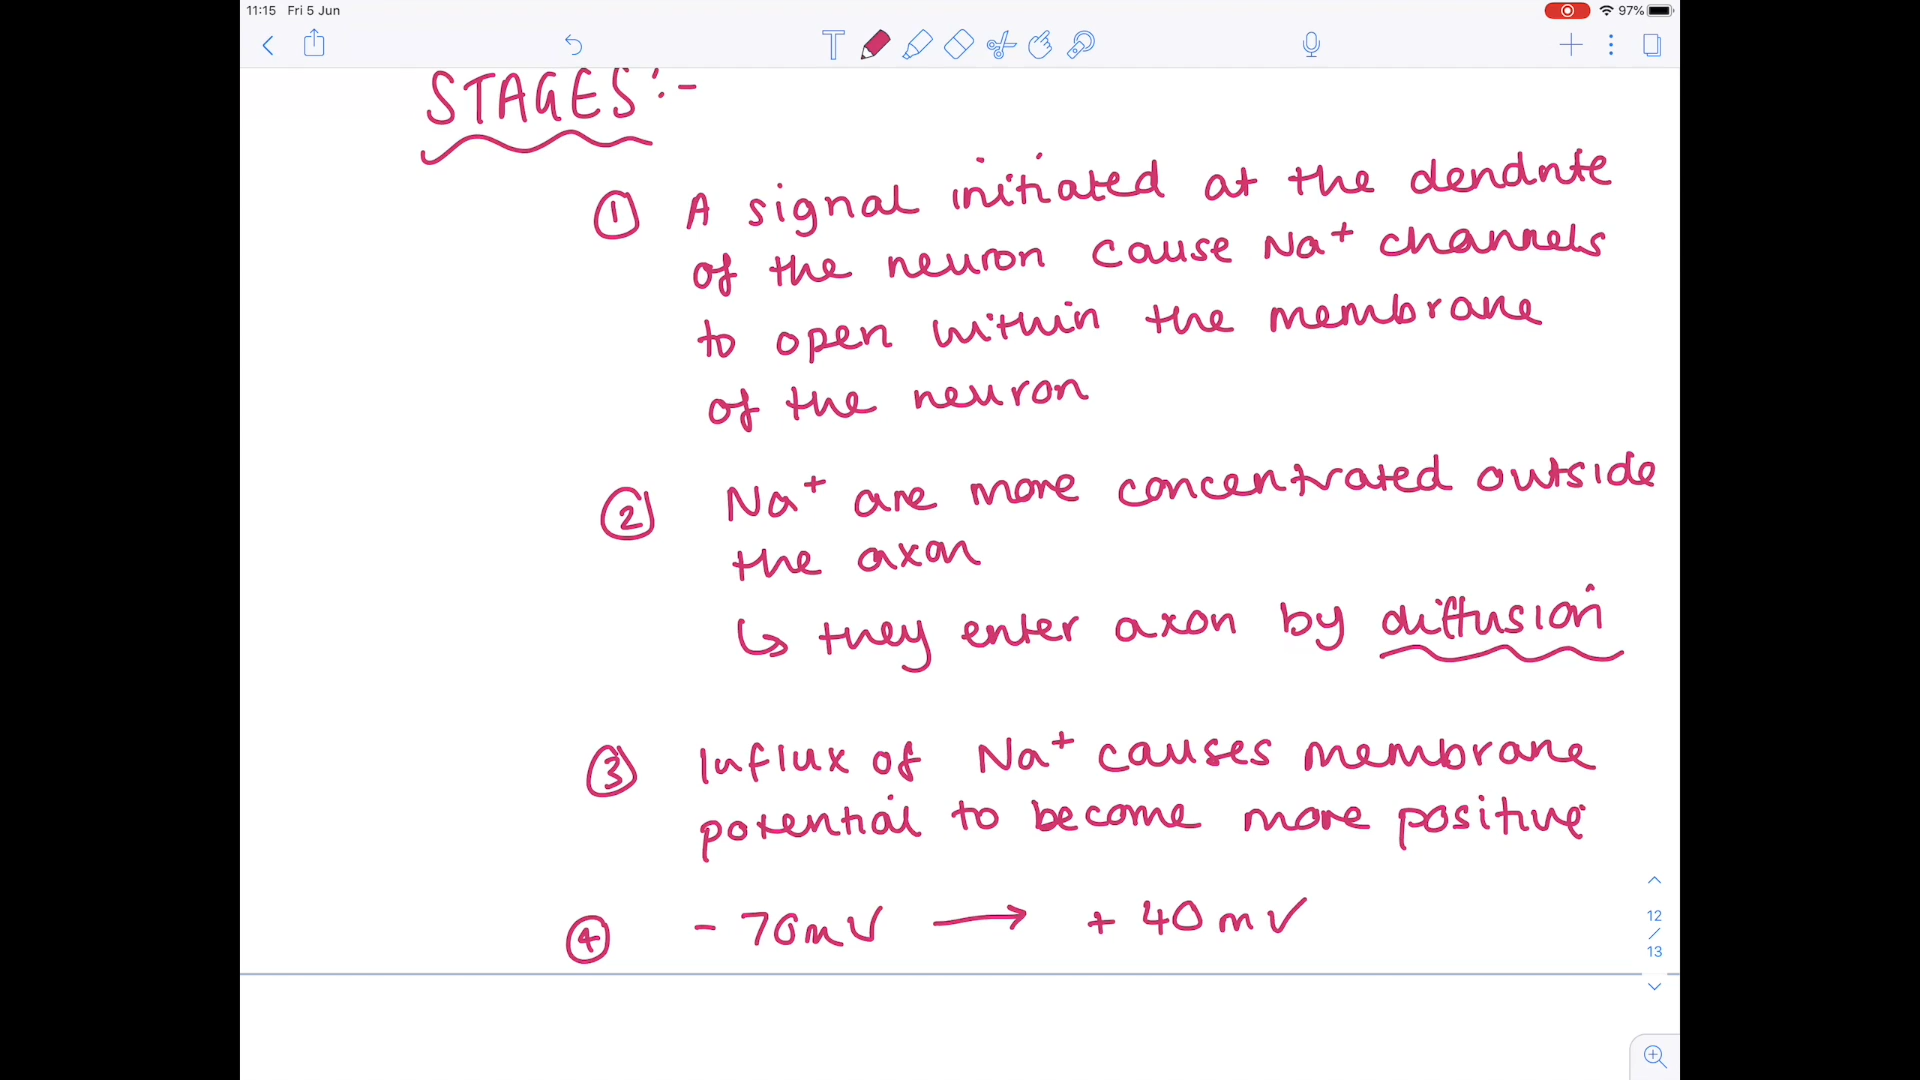 11:15 Fri 5 Jun
97%
T
STAGES:-
① A signal initiated at the dendrite
of the neuron cause Na⁺ channels
to open within the membrane
of the neuron
② Na⁺ are more concentrated outside
the axon
↳ they enter axon by diffusion
③ Influx of Na⁺ causes membrane
potential to become more positive
④ - 70mV → + 40mV
12
/
13